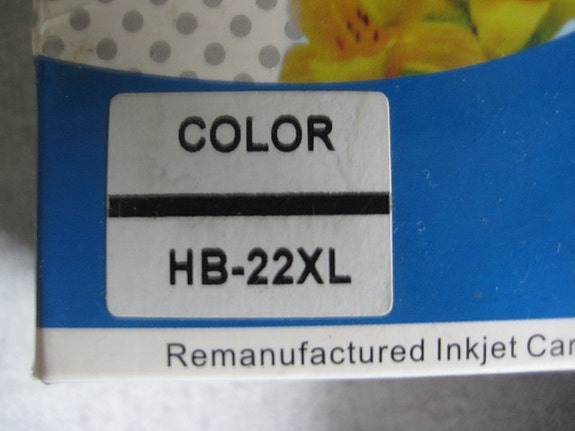 COLOR
HB-22XL
Remanufactured Inkjet Car